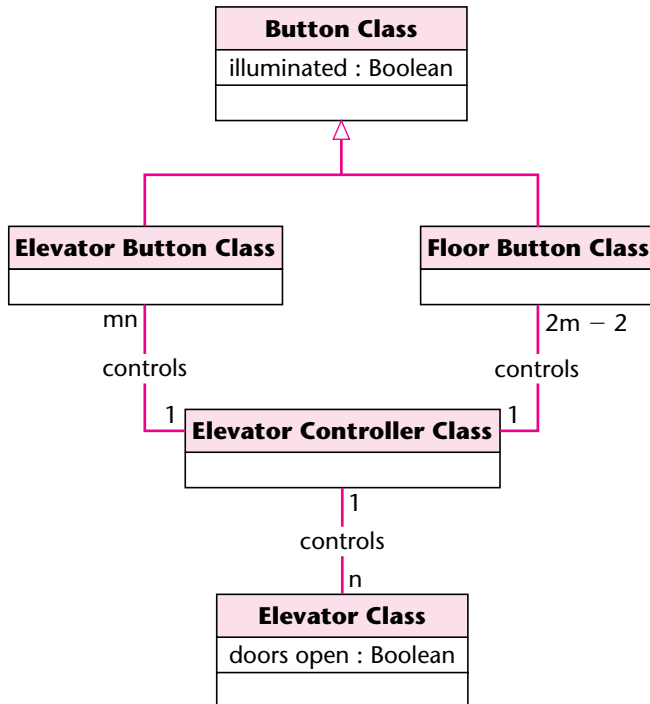 Button Class
illuminated : Boolean
Elevator Button Class
Floor Button Class
mn
2m − 2
controls
controls
1
1
Elevator Controller Class
1
controls
n
Elevator Class
doors open : Boolean